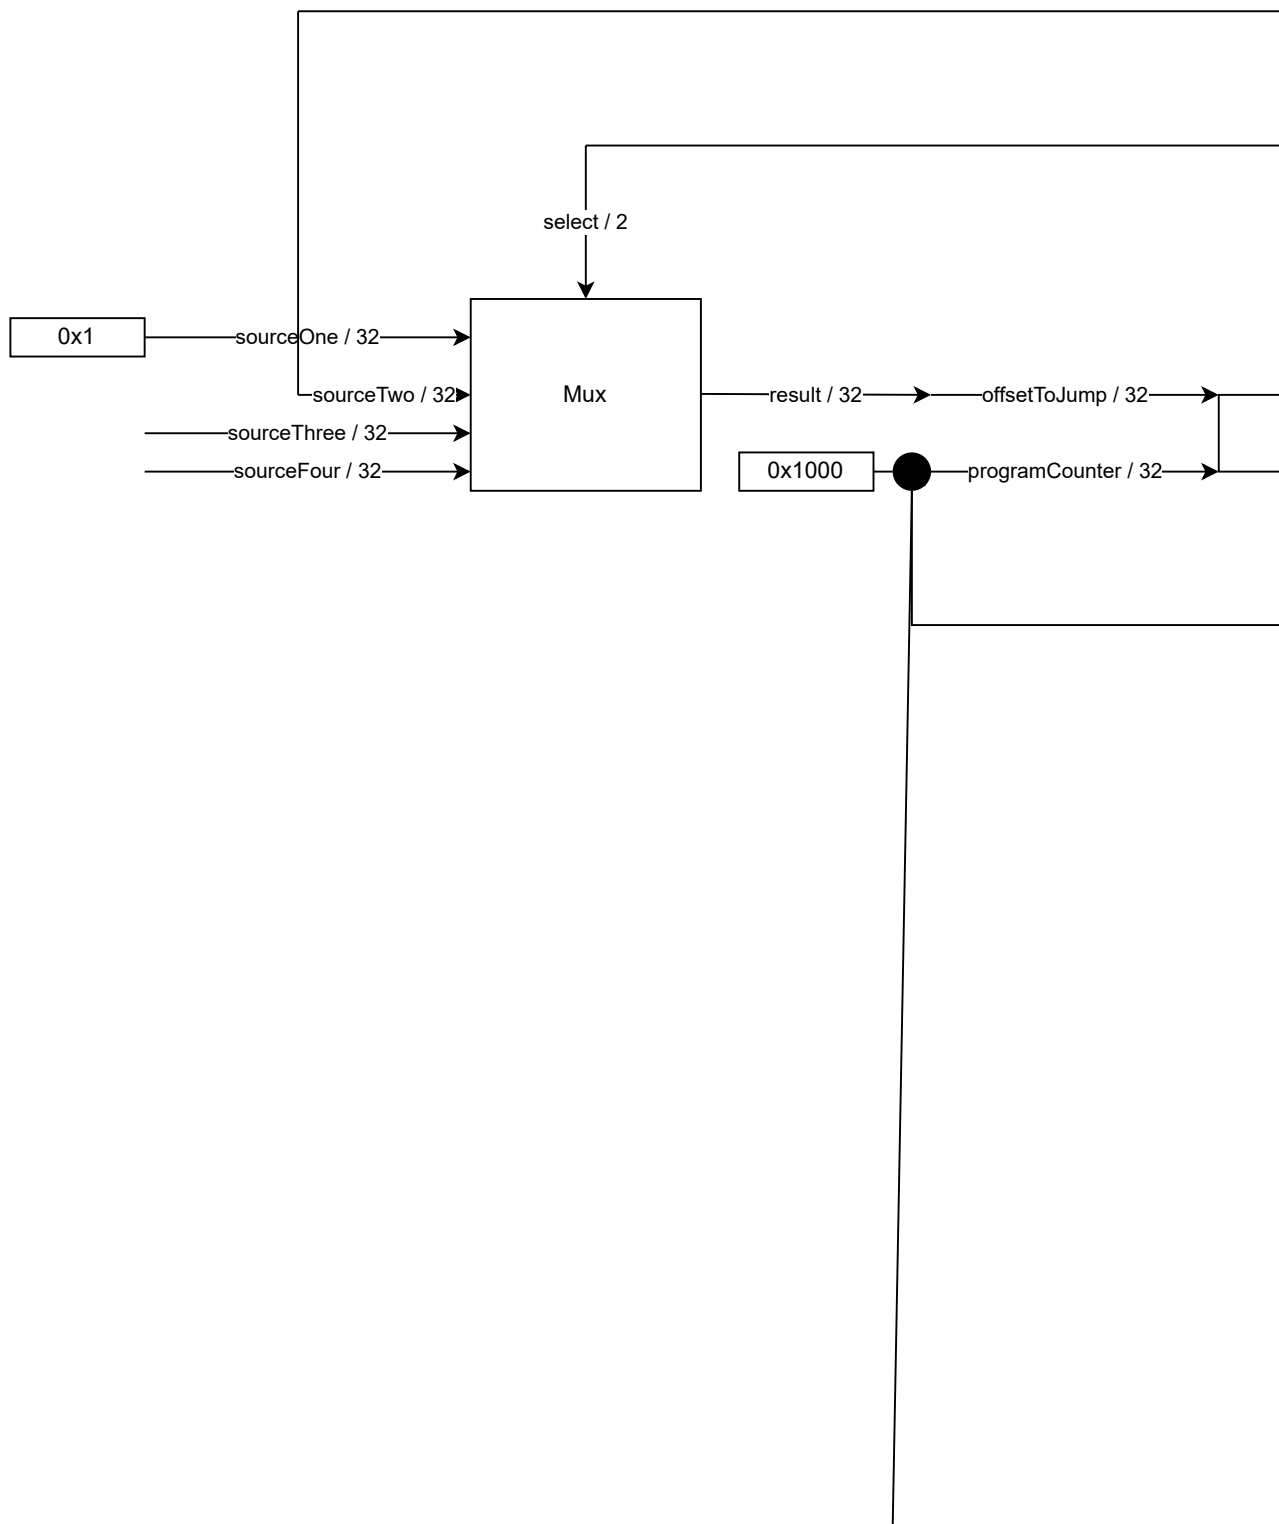 select / 2
0x1
sourceOne / 32
sourceTwo / 32
Mux
result / 32
offsetToJump / 32
sourceThree / 32
sourceFour / 32
0x1000
programCounter / 32